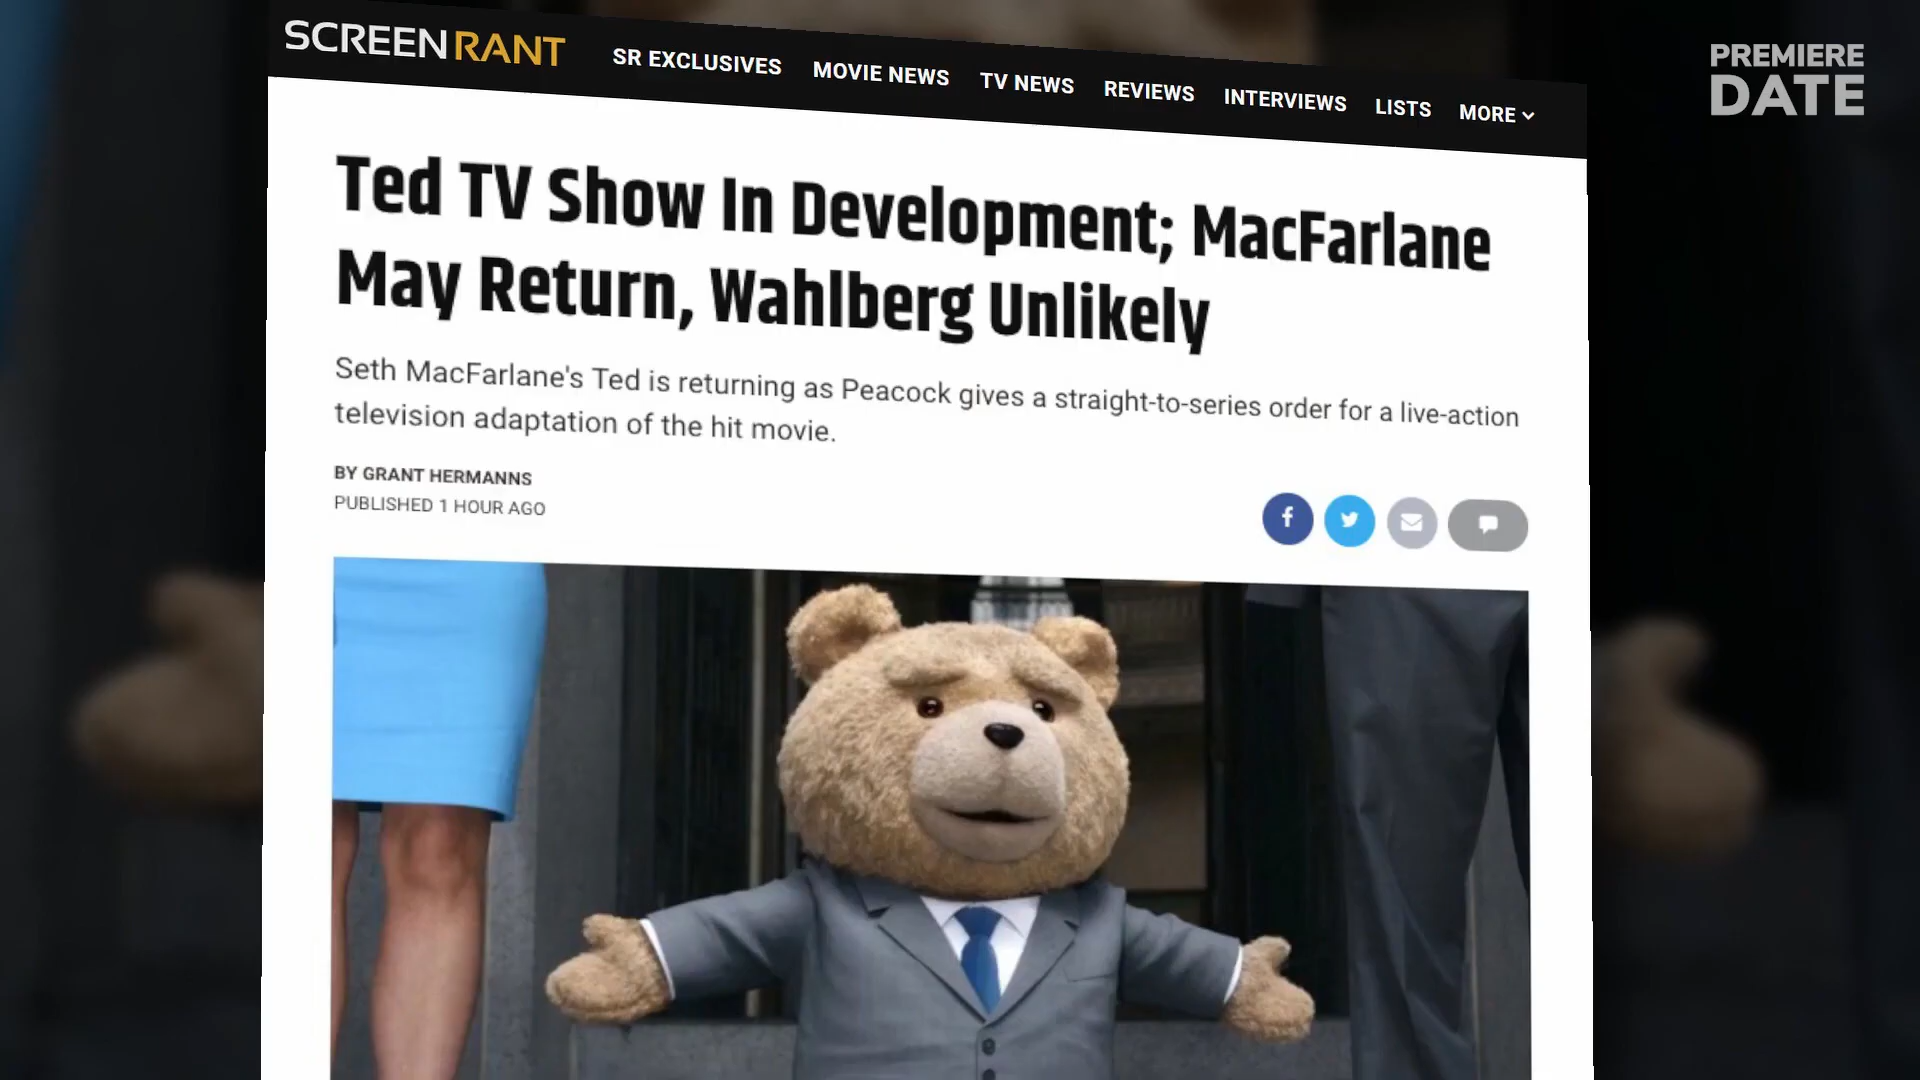 SCREENRANT
SR EXCLUSIVES MOVIE NEWS TV NEWS REVIEWS INTERVIEWS LISTS MORE
PREMIERE
DATE
Ted TV Show In Development; MacFarlane
May Return, Wahlberg Unlikely
Seth MacFarlane's Ted is returning as Peacock gives a straight-to-series order for a live-action
television adaptation of the hit movie.
BY GRANT HERMANNS
PUBLISHED 1 HOUR AGO